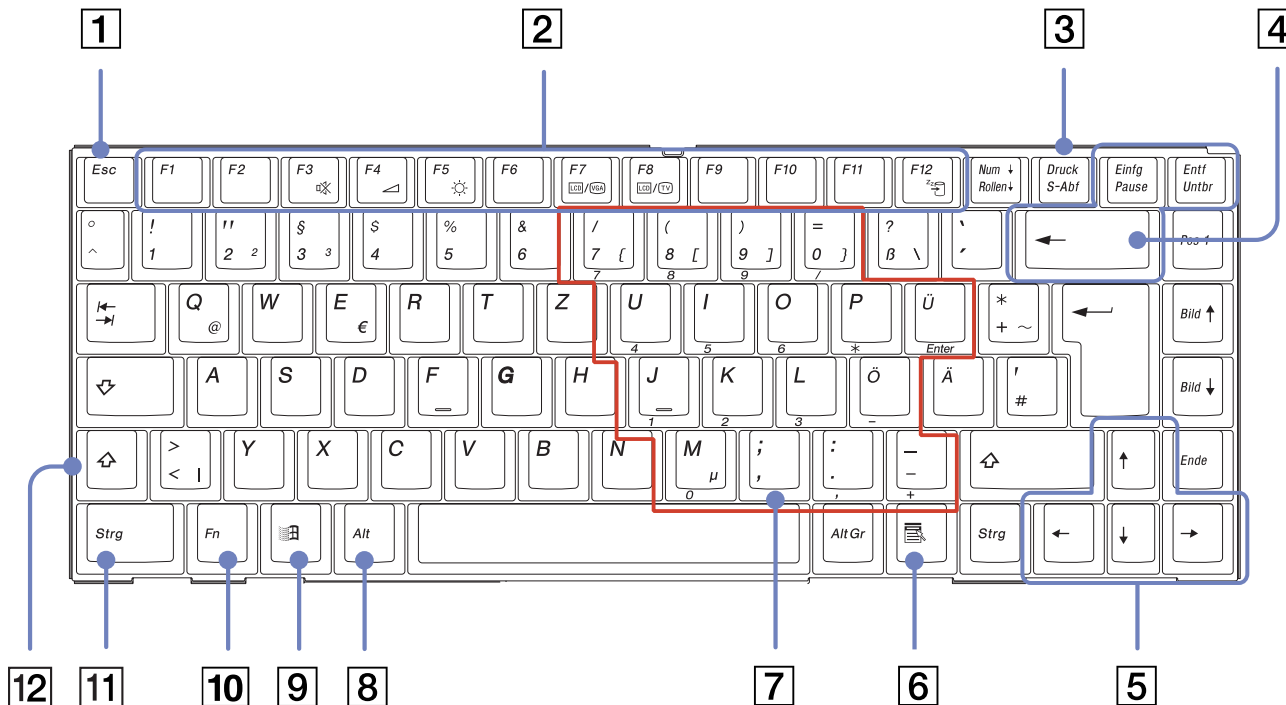 1 2 3 4
Esc F1 F2 F3 F4 F5 F6 F7 F8 F9 F10 F11 F12 Num ↓ Druck Einfg Entf
LCD / VGA LCD / TV zz Rollen ↓ S-Abf Pause Untbr
° ! '' § $ % & / ( ) = ? ` ←
^ 1 2 ² 3 ³ 4 5 6 7 { 8 [ 9 ] 0 } ß \ ´ Pos 1
7 8 9 /
Q W E R T Z U I O P Ü * Bild ↑
@ € + ~
4 5 6 * Enter
A S D F G H J K L Ö Ä ' Bild ↓
#
1 2 3 –
> Y X C V B N M ; : – Ende
< | µ , . -
0 , +
Strg Fn Alt Alt Gr Strg ← ↓ →
12 11 10 9 8 7 6 5